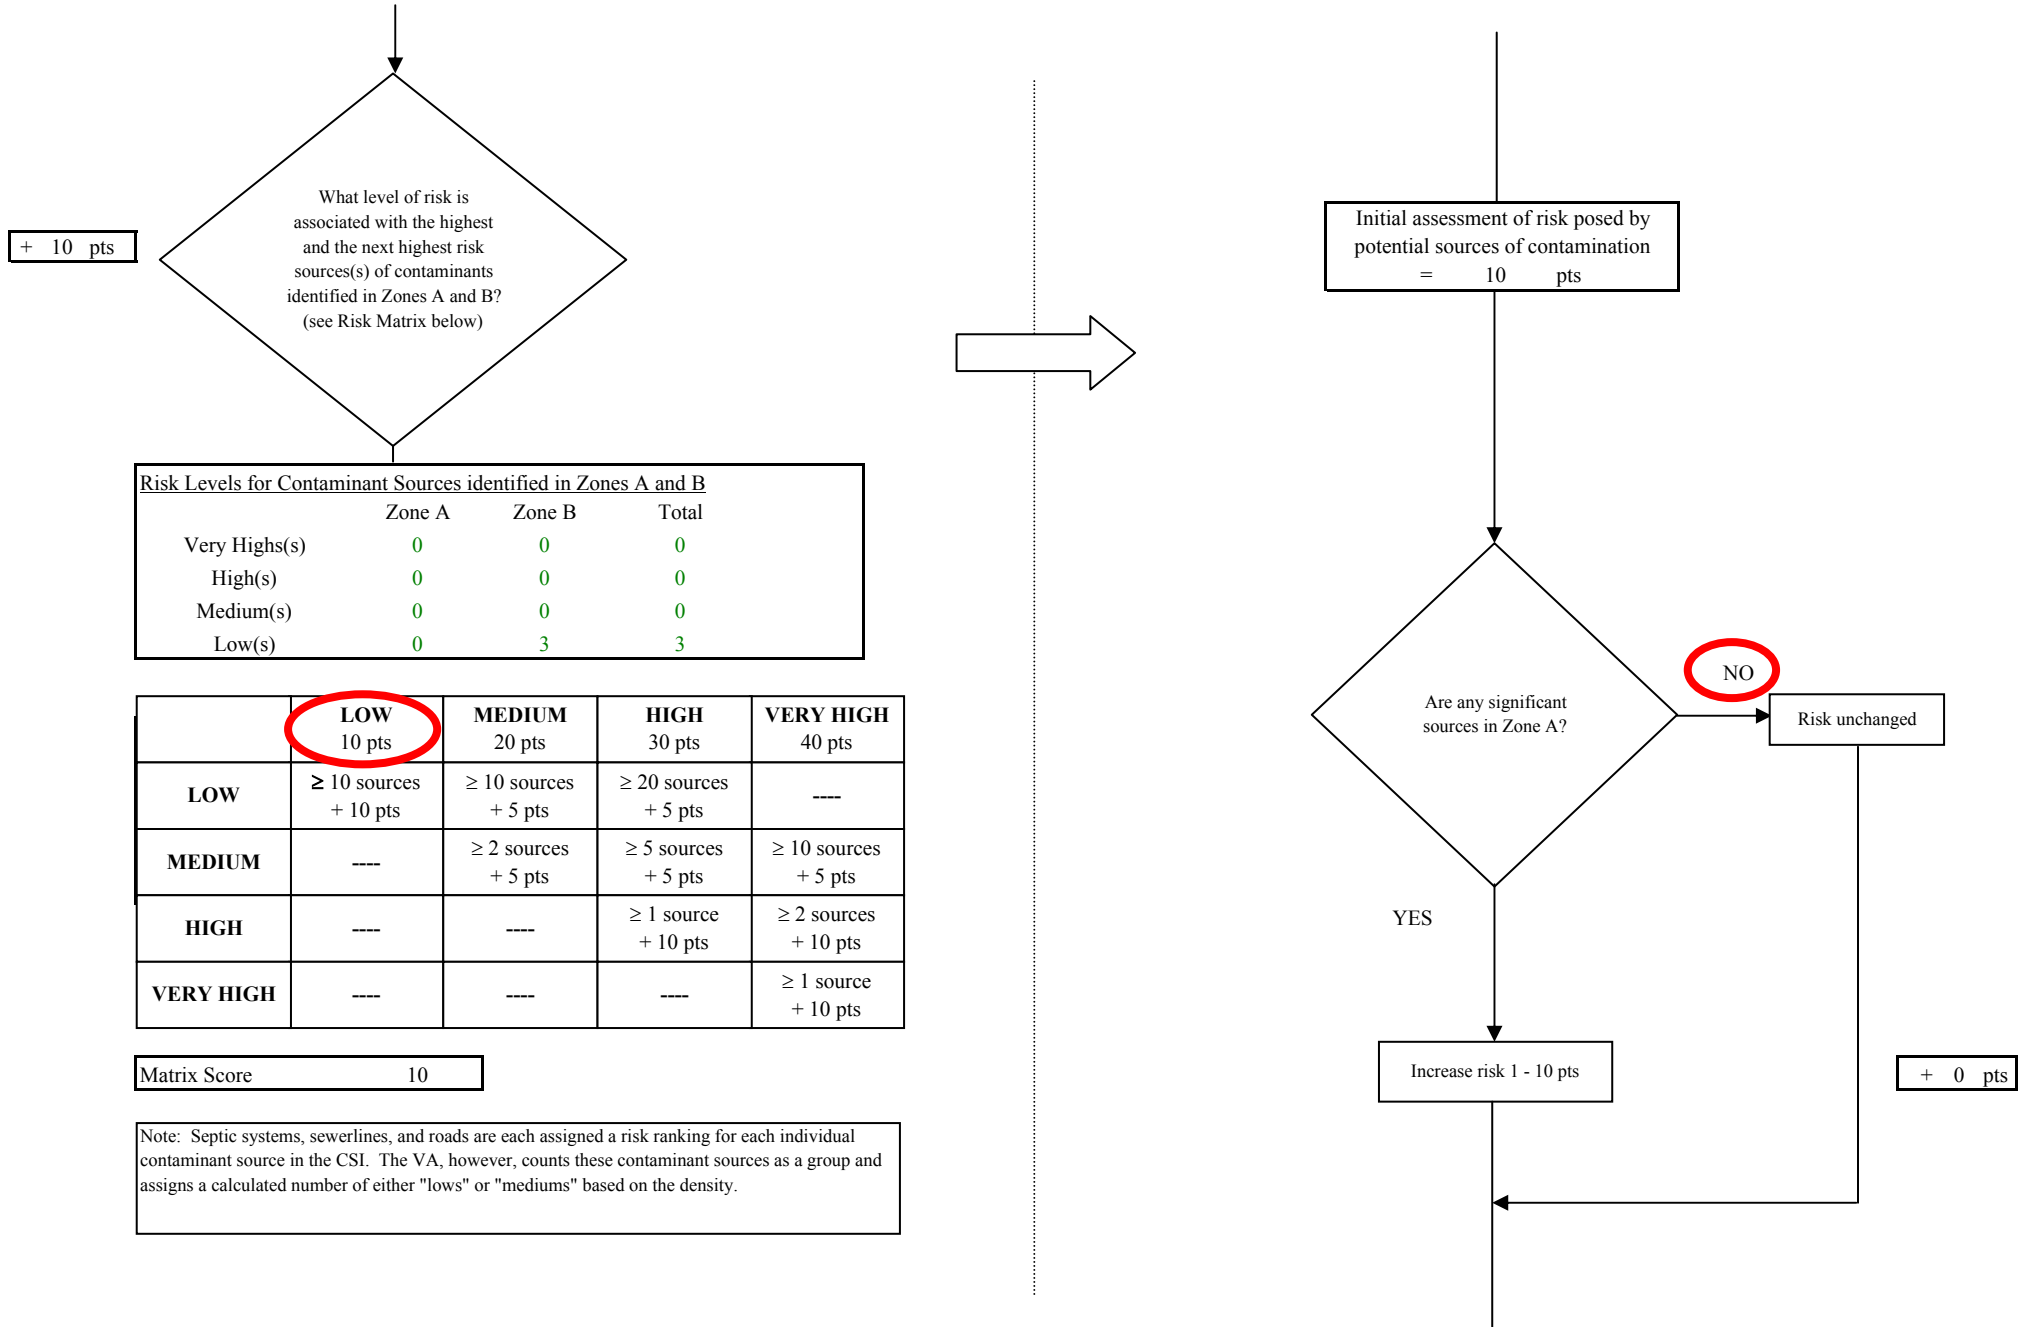 What level of risk is
associated with the highest
and the next highest risk
sources(s) of contaminants
identified in Zones A and B?
(see Risk Matrix below)
+ 10 pts
Risk Levels for Contaminant Sources identified in Zones A and B
Zone A Zone B Total
Very Highs(s) 0 0 0
High(s) 0 0 0
Medium(s) 0 0 0
Low(s) 0 3 3
LOW MEDIUM HIGH VERY HIGH
10 pts 20 pts 30 pts 40 pts
LOW
≥ 10 sources ≥ 10 sources ≥ 20 sources ----
+ 10 pts + 5 pts + 5 pts
MEDIUM
---- ≥ 2 sources ≥ 5 sources ≥ 10 sources
+ 5 pts + 5 pts + 5 pts
HIGH
---- ---- ≥ 1 source ≥ 2 sources
+ 10 pts + 10 pts
VERY HIGH
---- ---- ---- ≥ 1 source
+ 10 pts
Matrix Score 10
Note: Septic systems, sewerlines, and roads are each assigned a risk ranking for each individual
contaminant source in the CSI. The VA, however, counts these contaminant sources as a group and
assigns a calculated number of either "lows" or "mediums" based on the density.
Initial assessment of risk posed by
potential sources of contamination
= 10 pts
Are any significant
sources in Zone A?
NO
Risk unchanged
YES
Increase risk 1 - 10 pts
+ 0 pts